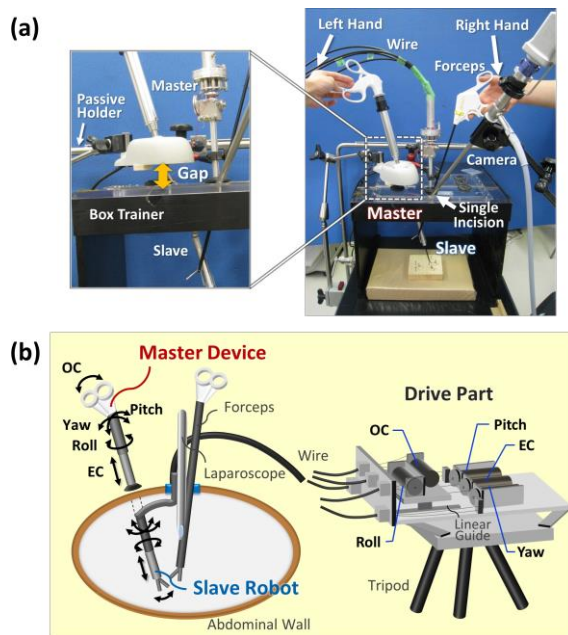 (a)
Master
Passive
Holder
Gap
Box Trainer
Slave
Left Hand
Wire
Right Hand
Forceps
Camera
Master
Single
Incision
Slave
(b)
Master Device
OC
Pitch
Yaw
Roll
EC
Forceps
Laparoscope
Slave Robot
Abdominal Wall
Drive Part
Wire
OC
Pitch
EC
Roll
Linear
Guide
Yaw
Tripod